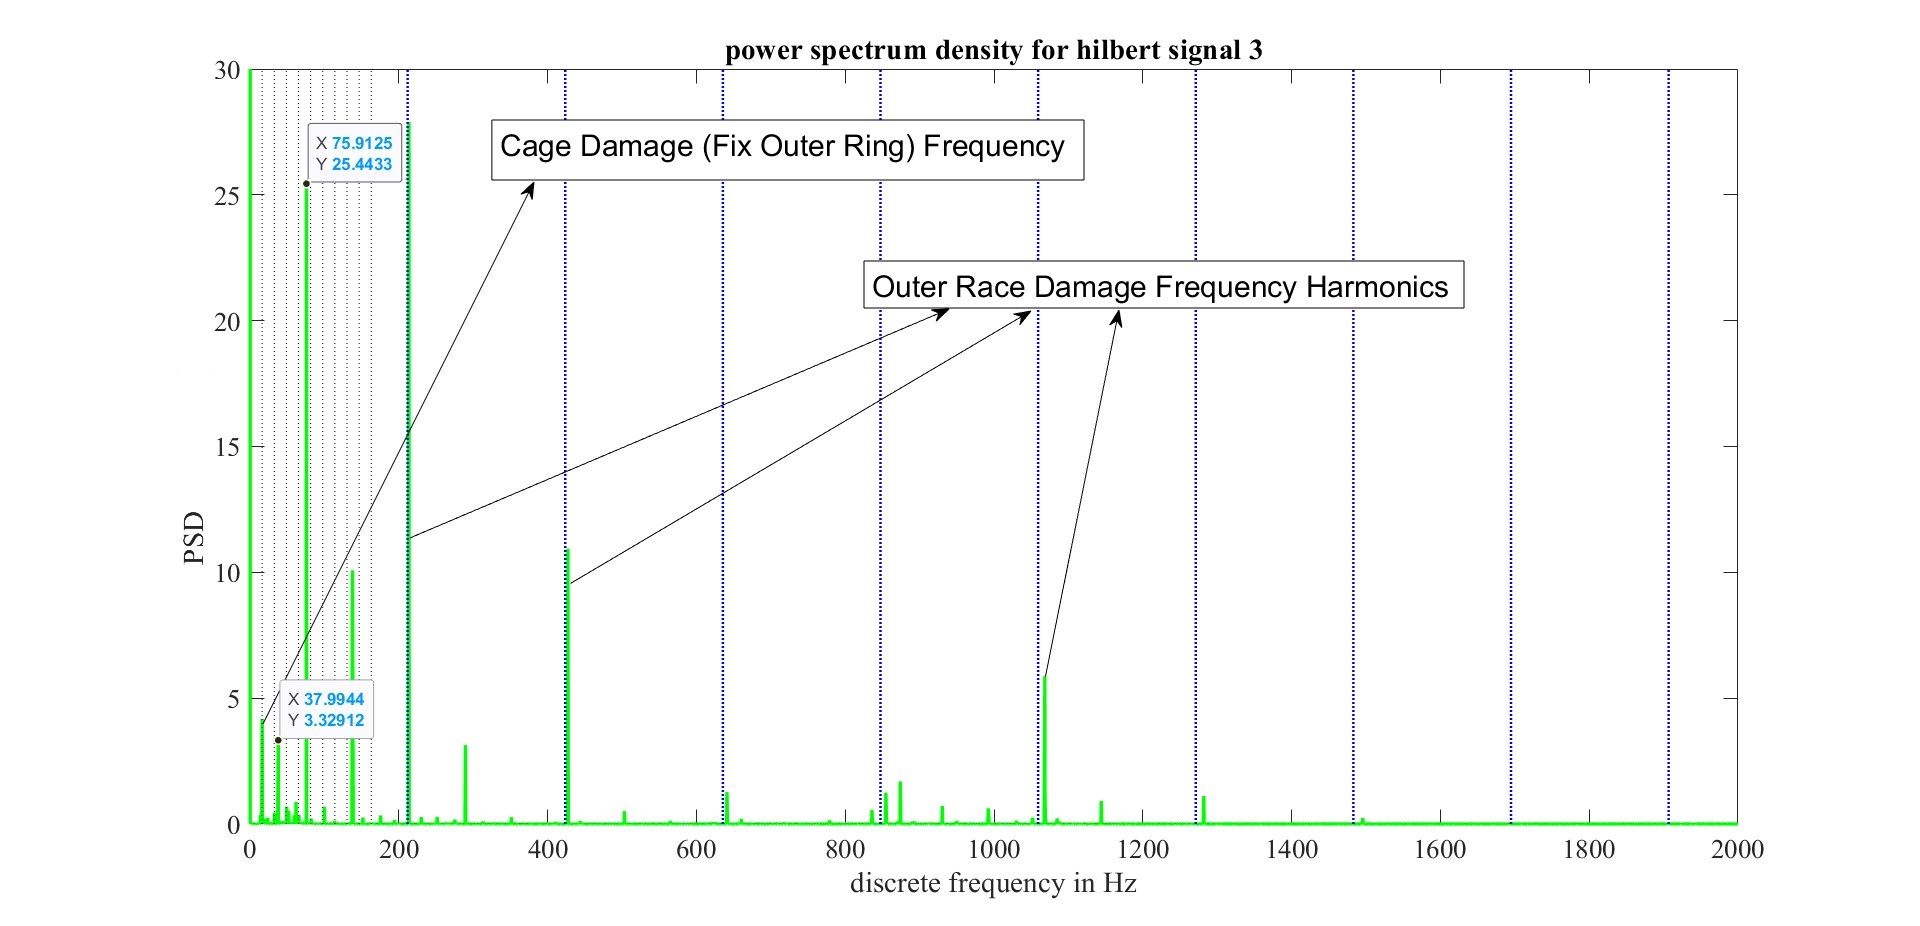 power spectrum density for hilbert signal 3
30
25
20
15
10
5
0
PSD
X 75.9125
Y 25.4433
Cage Damage (Fix Outer Ring) Frequency
Outer Race Damage Frequency Harmonics
X 37.9944
Y 3.32912
0 200 400 600 800 1000 1200 1400 1600 1800 2000
discrete frequency in Hz